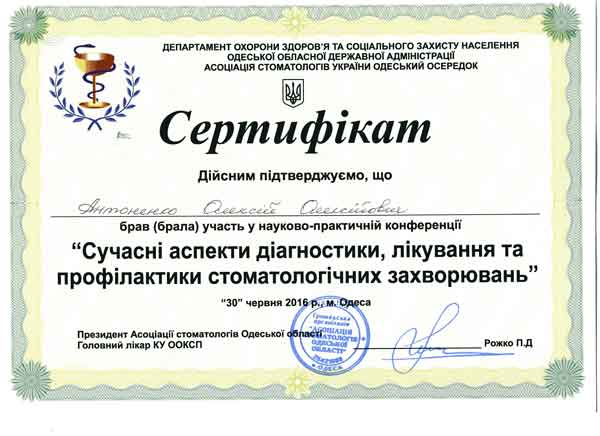 ДЕПАРТАМЕНТ ОХОРОНИ ЗДОРОВ'Я ТА СОЦІАЛЬНОГО ЗАХИСТУ НАСЕЛЕННЯ
ОДЕСЬКОЇ ОБЛАСНОЇ ДЕРЖАВНОЇ АДМІНІСТРАЦІЇ
АСОЦІАЦІЯ СТОМАТОЛОГІВ УКРАЇНИ ОДЕСЬКИЙ ОСЕРЕДОК
Сертифікат
Дійсним підтверджуємо, що
Антоненко Олексій Олексійович
брав (брала) участь у науково-практичній конференції
“Сучасні аспекти діагностики, лікування та
профілактики стоматологічних захворювань”
“30” червня 2016 р., м. Одеса
Президент Асоціації стоматологів Одеської області
Головний лікар КУ ООКСП
Рожко П.Д
Громадська
організація
"АСОЦІАЦІЯ
СТОМАТОЛОГІВ
ОДЕСЬКОЇ
ОБЛАСТІ"
м. ОДЕСА